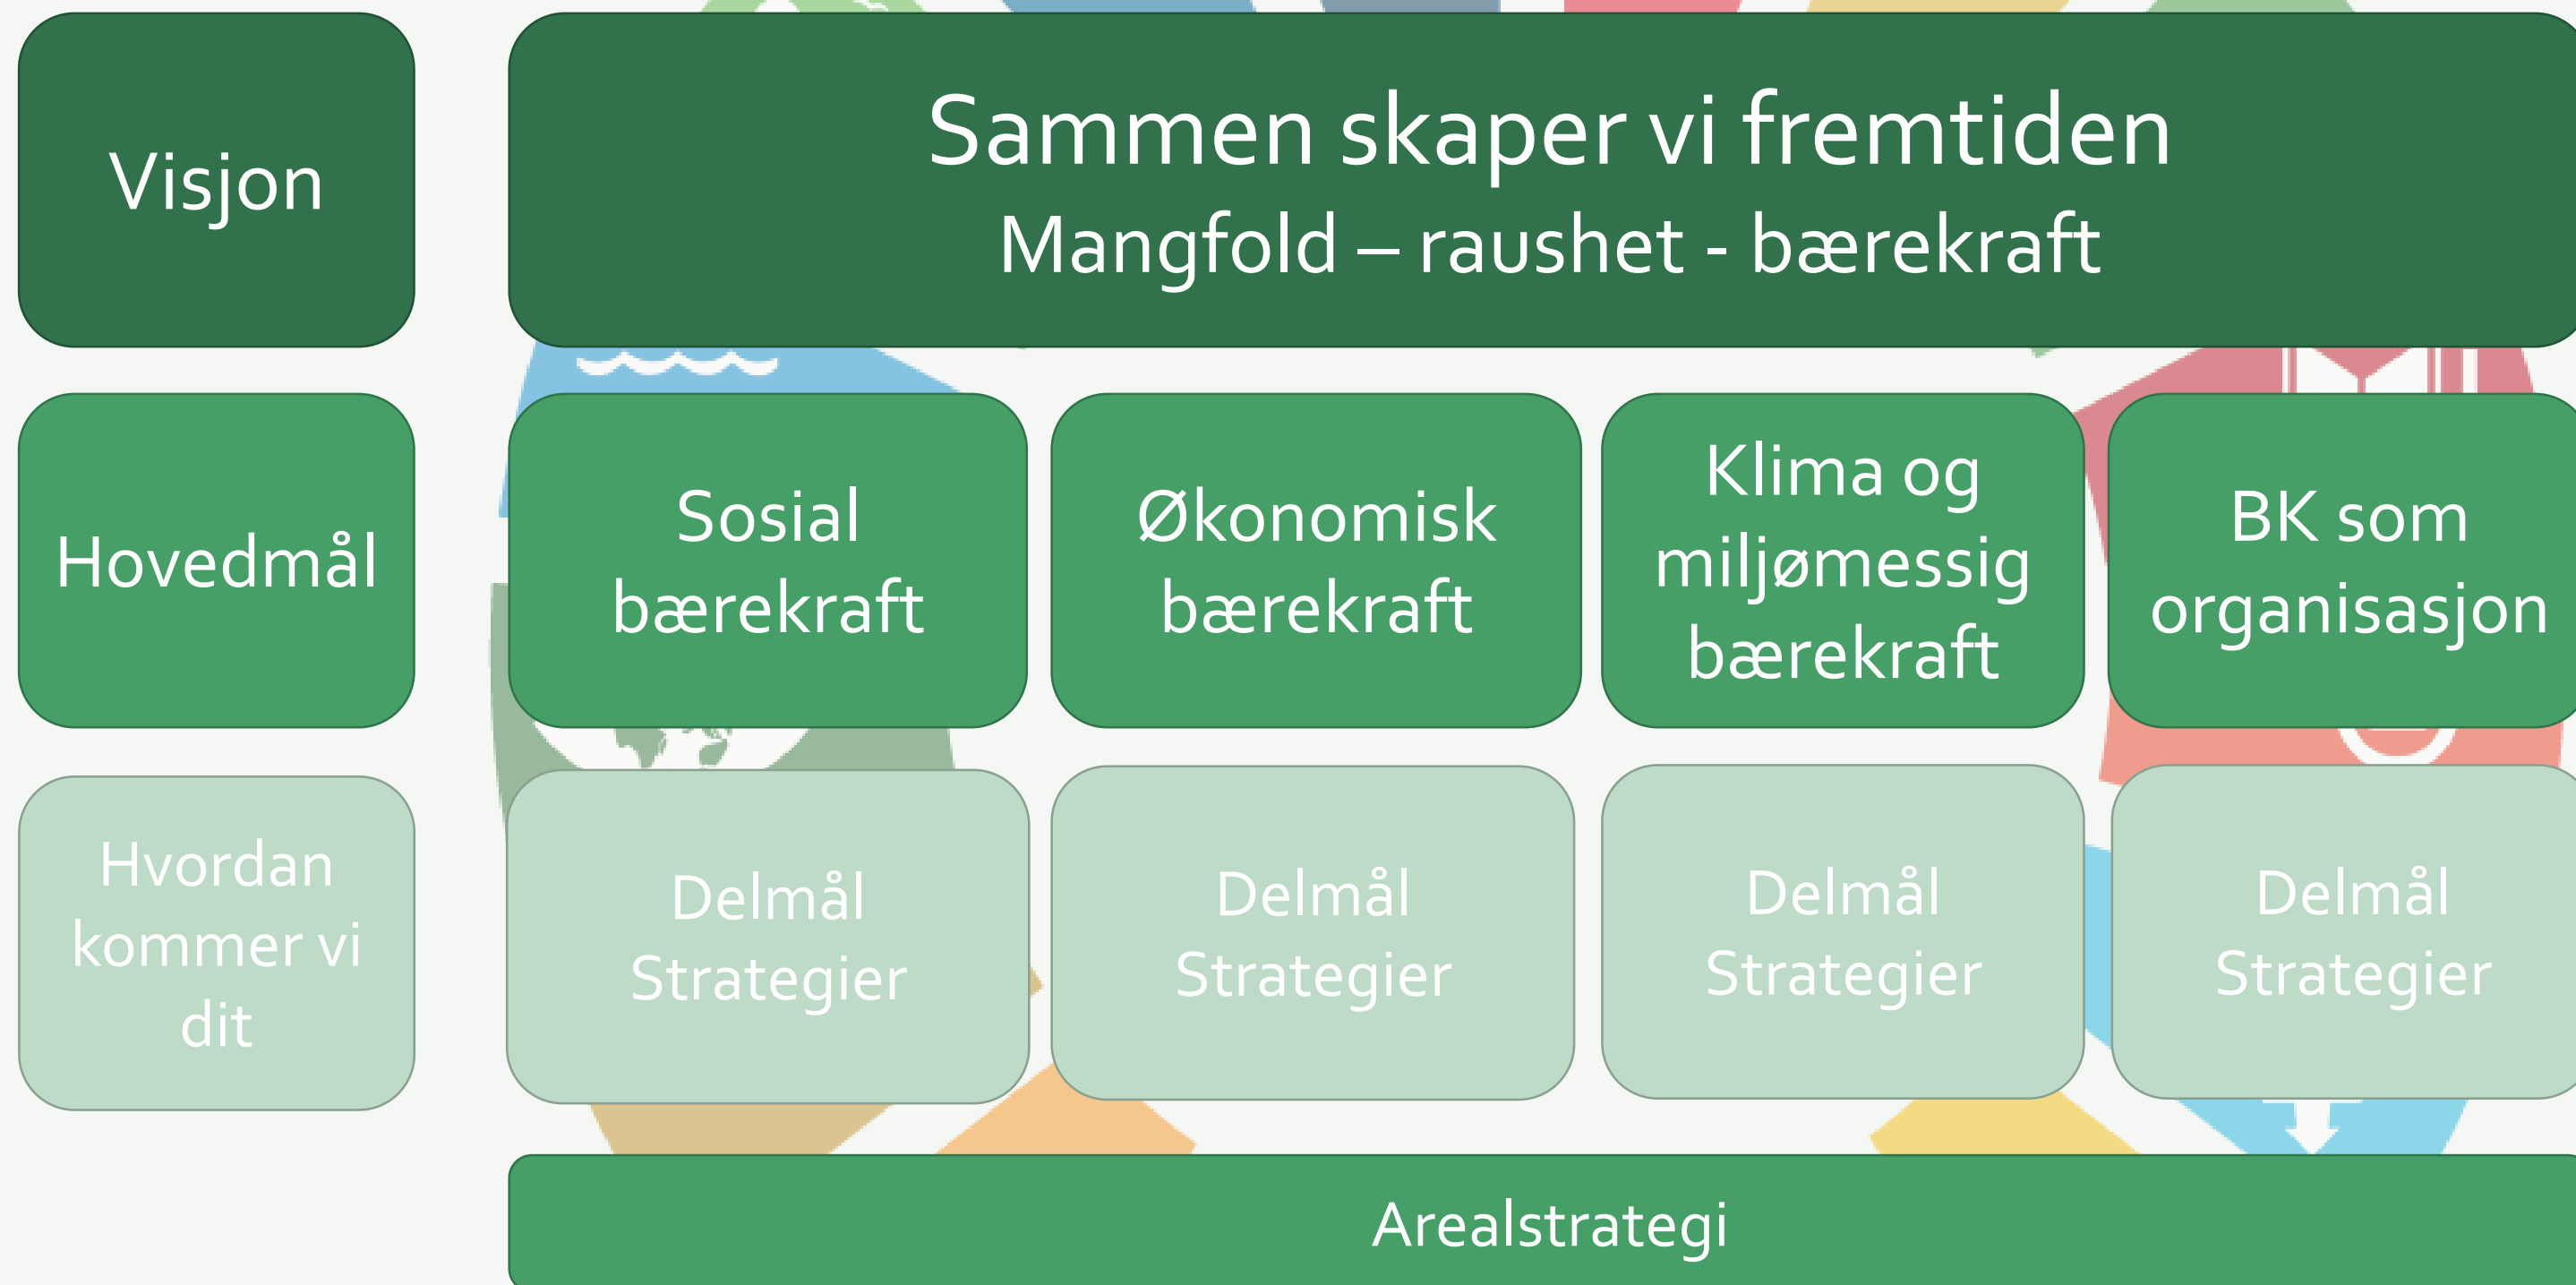 Visjon
Sammen skaper vi fremtiden
Mangfold – raushet - bærekraft
Hovedmål
Sosial
bærekraft
Økonomisk
bærekraft
Klima og
miljømessig
bærekraft
BK som
organisasjon
Hvordan
kommer vi
dit
Delmål
Strategier
Delmål
Strategier
Delmål
Strategier
Delmål
Strategier
Arealstrategi